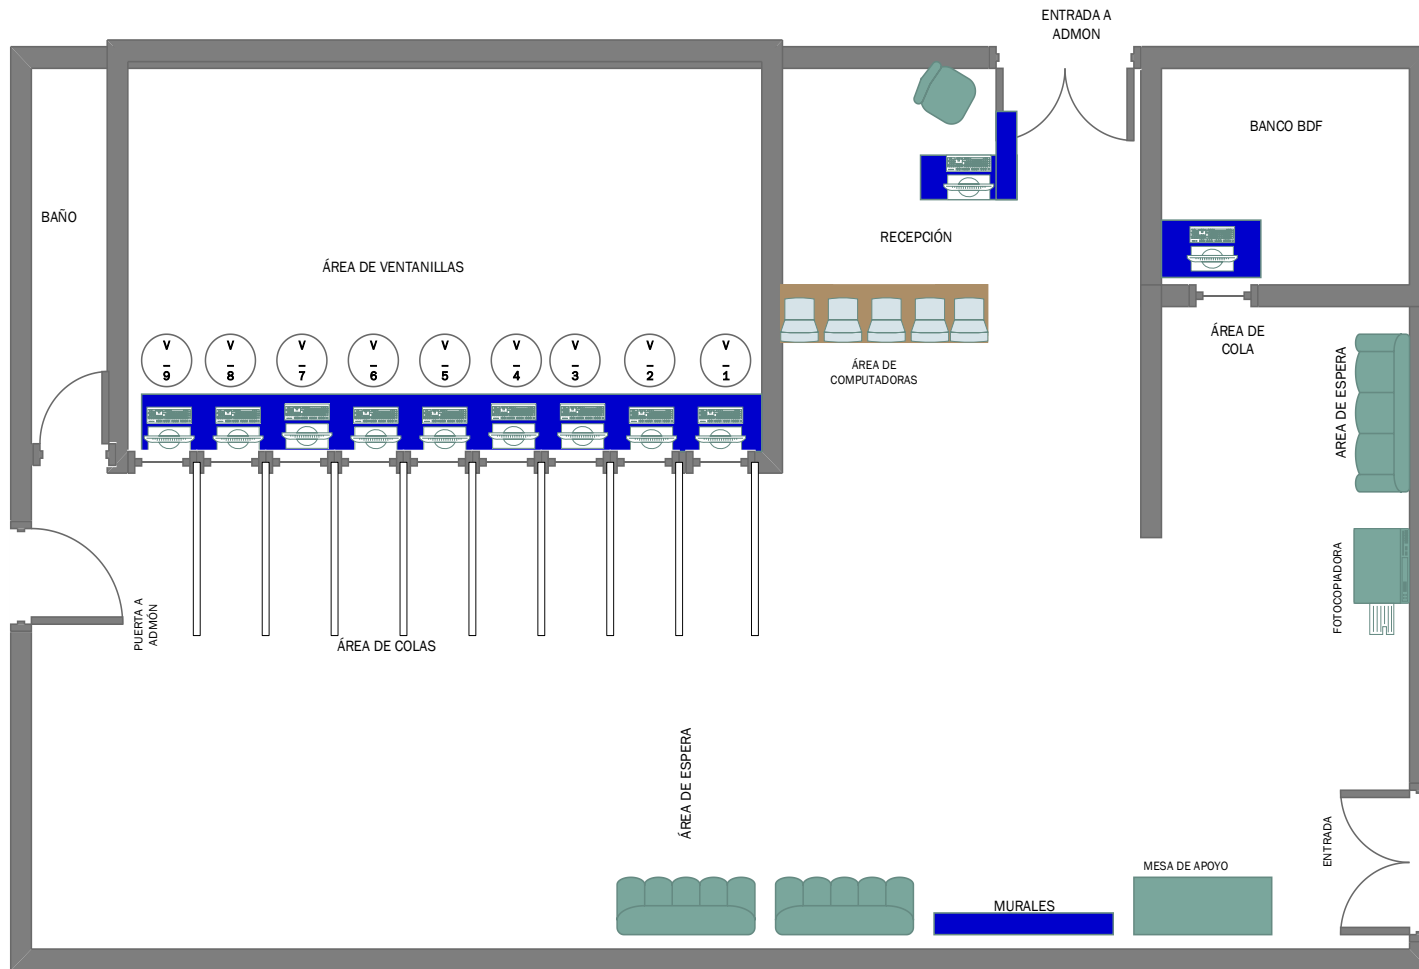 ENTRADA A
ADMON
BANCO BDF
BAÑO
RECEPCIÓN
ÁREA DE VENTANILLAS
ÁREA DE
COLA
V
9
V
8
V
7
V
6
V
5
V
4
V
3
V
2
V
1
ÁREA DE
COMPUTADORAS
ÁREA DE ESPERA
FOTOCOPIADORA
PUERTA A
ADMÓN
ÁREA DE COLAS
ÁREA DE ESPERA
ENTRADA
MESA DE APOYO
MURALES